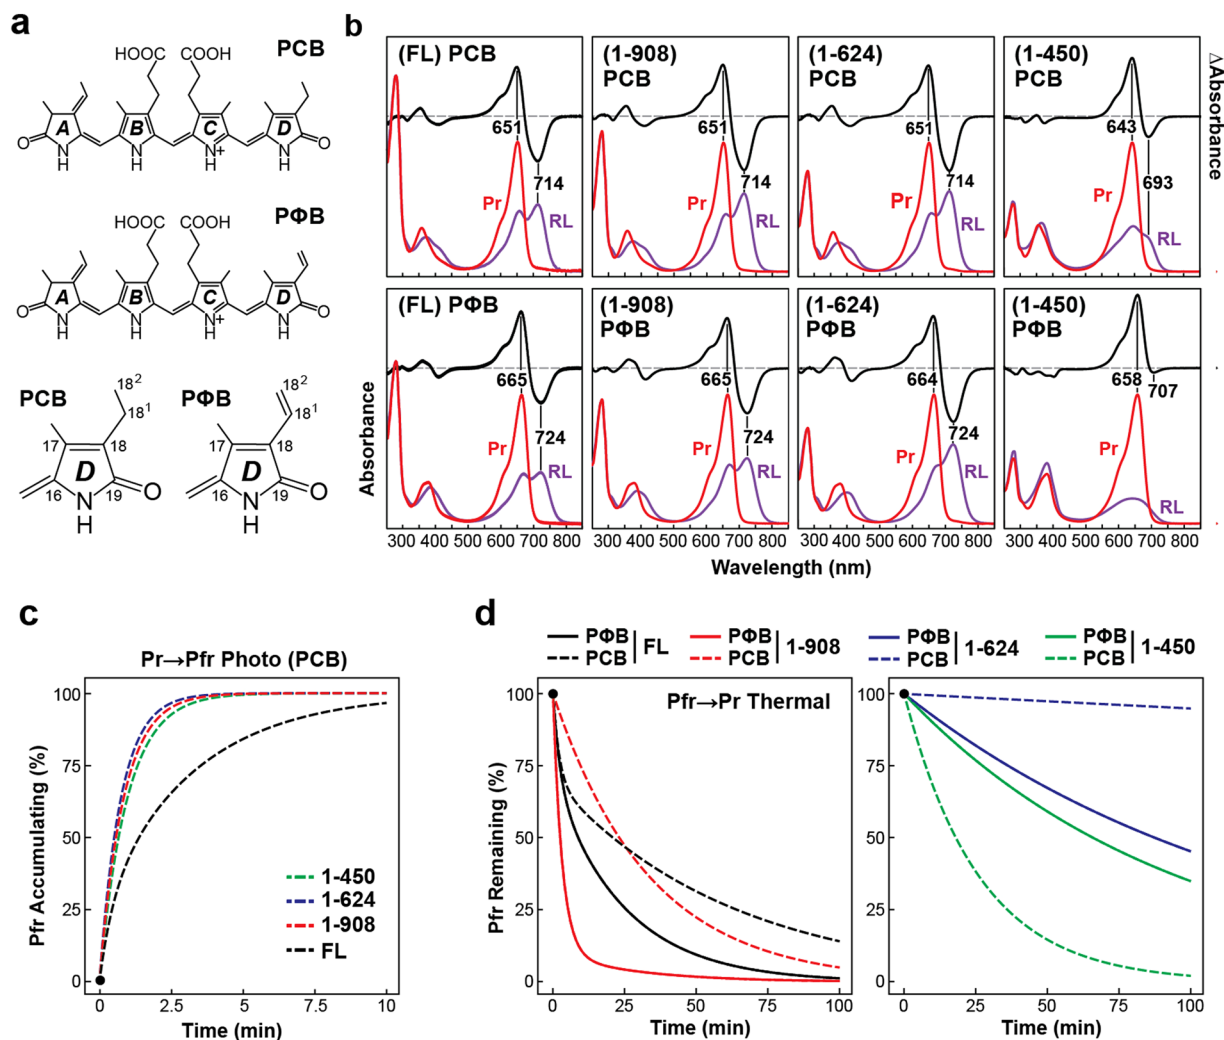 a
PCB
HOOC COOH
A B C D
O N H N H N+ H N H O
PΦB
HOOC COOH
A B C D
O N H N H N+ H N H O
PCB
18²
18¹
17 18
D
16 19
N H O
PΦB
18²
18¹
17 18
D
16 19
N H O
b
(FL) PCB
651
714
Pr
RL
(1-908)
PCB
651
714
Pr
RL
(1-624)
PCB
651
714
Pr
RL
(1-450)
PCB
643
693
Pr
RL
ΔAbsorbance
(FL) PΦB
665
724
Pr
RL
(1-908)
PΦB
665
724
Pr
RL
(1-624)
PΦB
664
724
Pr
RL
(1-450)
PΦB
658
707
Pr
RL
Absorbance
300 400 500 600 700 800
300 400 500 600 700 800
300 400 500 600 700 800
300 400 500 600 700 800
Wavelength (nm)
c
Pr→Pfr Photo (PCB)
Pfr Accumulating (%)
100
75
50
25
0
1-450
1-624
1-908
FL
0 2.5 5 7.5 10
Time (min)
d
PΦB
PCB
FL
PΦB
PCB
1-908
PΦB
PCB
1-624
PΦB
PCB
1-450
Pfr→Pr Thermal
Pfr Remaining (%)
100
75
50
25
0
0 25 50 75 100
Time (min)
100
75
50
25
0
0 25 50 75 100
Time (min)